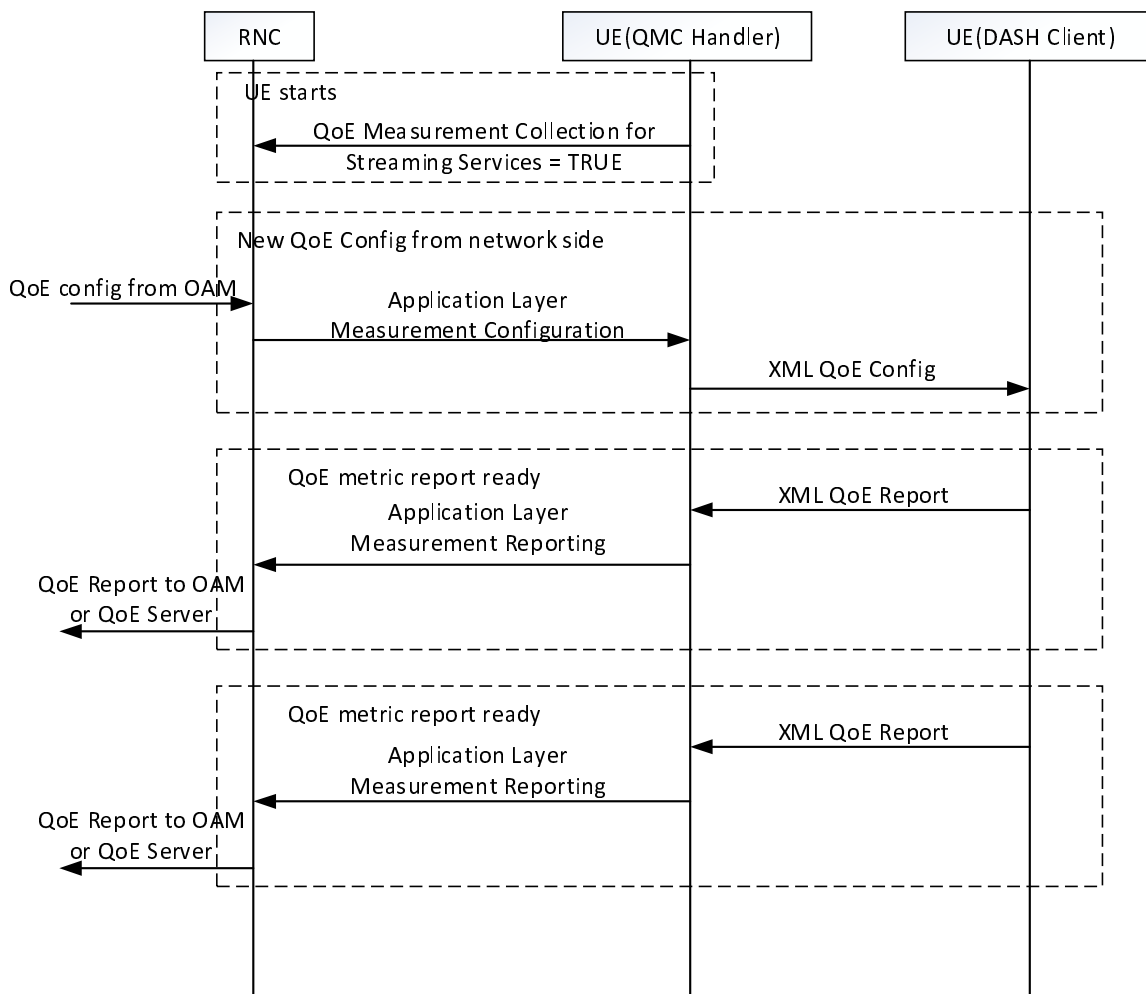 RNC
UE(QMC Handler)
UE(DASH Client)
UE starts
QoE Measurement Collection for
Streaming Services = TRUE
New QoE Config from network side
QoE config from OAM
Application Layer
Measurement Configuration
XML QoE Config
QoE metric report ready
XML QoE Report
Application Layer
Measurement Reporting
QoE Report to OAM
or QoE Server
QoE metric report ready
XML QoE Report
Application Layer
Measurement Reporting
QoE Report to OAM
or QoE Server